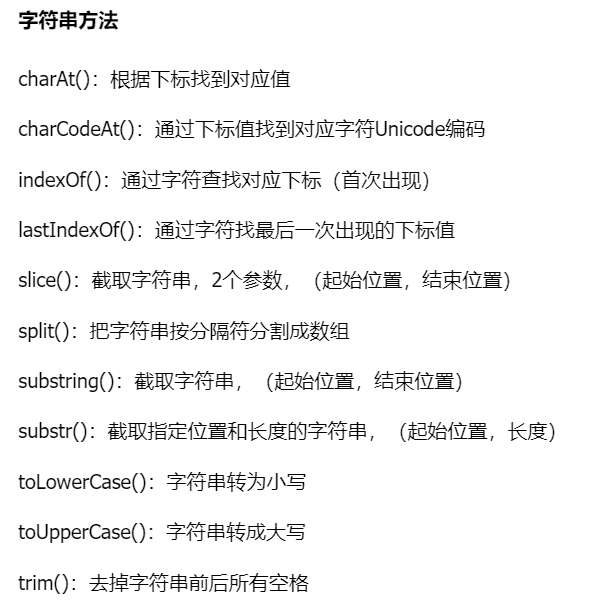 字符串方法
charAt()：根据下标找到对应值
charCodeAt()：通过下标值找到对应字符Unicode编码
indexOf()：通过字符查找对应下标（首次出现）
lastIndexOf()：通过字符找最后一次出现的下标值
slice()：截取字符串，2个参数，（起始位置，结束位置）
split()：把字符串按分隔符分割成数组
substring()：截取字符串，（起始位置，结束位置）
substr()：截取指定位置和长度的字符串，（起始位置，长度）
toLowerCase()：字符串转为小写
toUpperCase()：字符串转成大写
trim()：去掉字符串前后所有空格